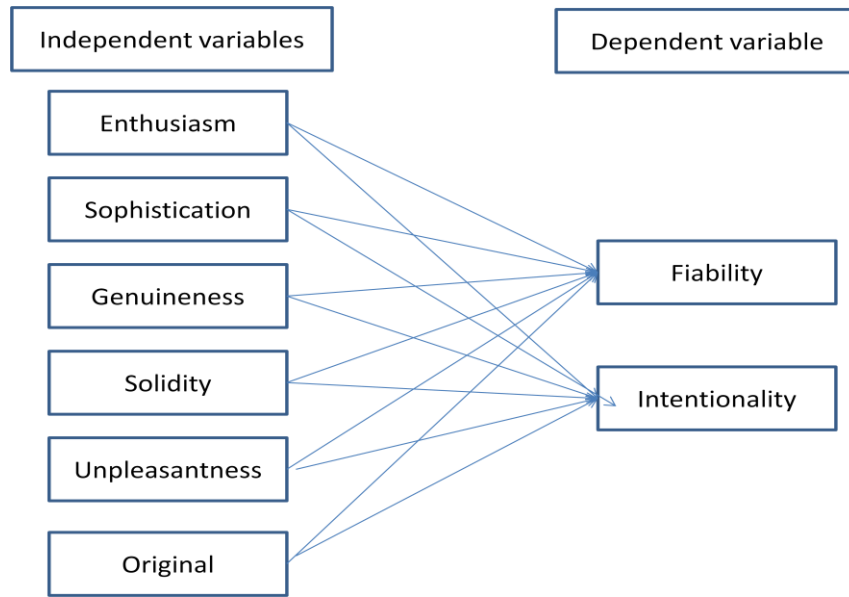 Independent variables
Dependent variable
Enthusiasm
Sophistication
Genuineness
Solidity
Unpleasantness
Original
Fiability
Intentionality